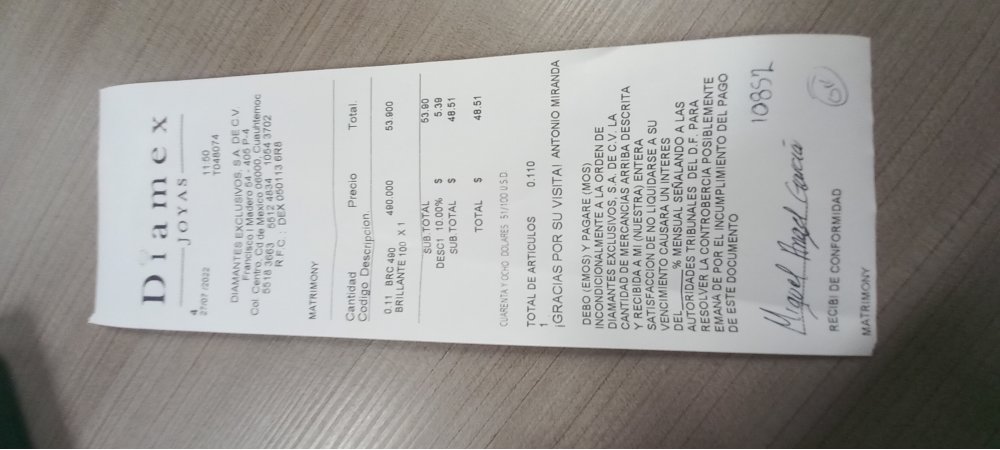 Diamex
JOYAS
4
27/07/2022 11:50
T048074
DIAMANTES EXCLUSIVOS, S.A. DE C.V.
Francisco I Madero 54 - 405 P-4
Col. Centro, Cd de Mexico 06000, Cuauhtemoc
5518 3663 5512 4834 1054 3702
R.F.C. : DEX 050113 6R8
MATRIMONY
Cantidad Precio Total.
Codigo Descripcion
0.11 BRC 490 490.000 53.900
BRILLANTE 100 X 1
SUB.TOTAL 53.90
DESC1 10.00% $ 5.39
SUB TOTAL $ 48.51
TOTAL $ 48.51
CUARENTA Y OCHO DOLARES 51/100 U.S.D.
TOTAL DE ARTICULOS 0.110
1
¡GRACIAS POR SU VISITA! ANTONIO MIRANDA
DEBO (EMOS) Y PAGARE (MOS)
INCONDICIONALMENTE A LA ORDEN DE
DIAMANTES EXCLUSIVOS, S.A. DE C.V. LA
CANTIDAD DE MERCANCIAS ARRIBA DESCRITA
Y RECIBIDA A MI (NUESTRA) ENTERA
SATISFACCION DE NO LIQUIDARSE A SU
VENCIMIENTO CAUSARA UN INTERES
DEL ____% MENSUAL SEÑALANDO A LAS
AUTORIDADES TRIBUNALES DEL D.F. PARA
RESOLVER LA CONTROBERCIA POSIBLEMENTE
EMANA DE POR EL INCUMPLIMIENTO DEL PAGO
DE ESTE DOCUMENTO
10852
Miguel Angel Garcia
RECIBI DE CONFORMIDAD
MATRIMONY